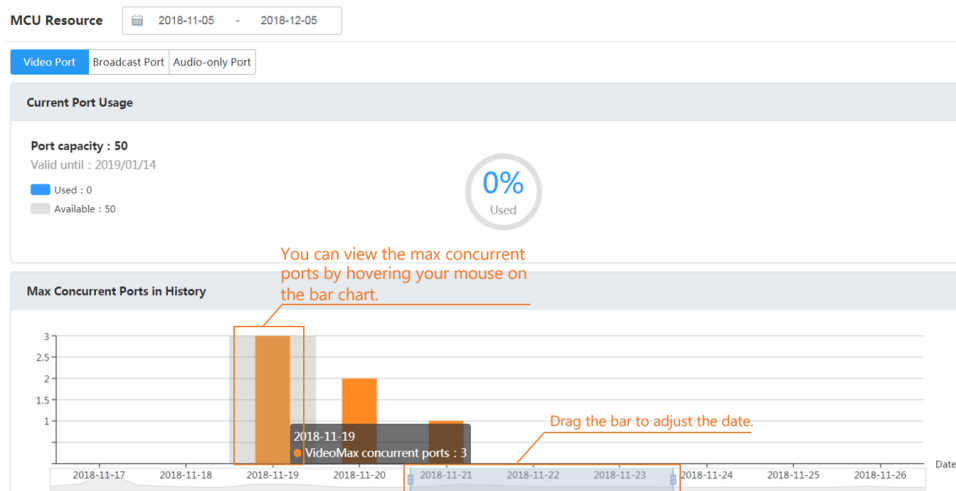 MCU Resource 2018-11-05 - 2018-12-05
Video Port Broadcast Port Audio-only Port
Current Port Usage
Port capacity : 50
Valid until : 2019/01/14
Used : 0
Available : 50
0%
Used
You can view the max concurrent
ports by hovering your mouse on
the bar chart.
Max Concurrent Ports in History
3
2.5
2
1.5
1
Drag the bar to adjust the date.
2018-11-19
VideoMax concurrent ports : 3
Date
2018-11-17 2018-11-18 2018-11-19 2018-11-20 2018-11-21 2018-11-22 2018-11-23 2018-11-24 2018-11-25 2018-11-26